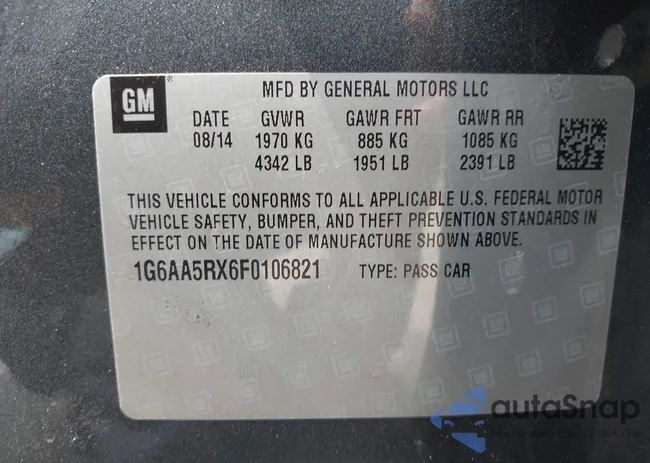 GM
MFD BY GENERAL MOTORS LLC
DATE GVWR GAWR FRT GAWR RR
08/14 1970 KG 885 KG 1085 KG
4342 LB 1951 LB 2391 LB
THIS VEHICLE CONFORMS TO ALL APPLICABLE U.S. FEDERAL MOTOR
VEHICLE SAFETY, BUMPER, AND THEFT PREVENTION STANDARDS IN
EFFECT ON THE DATE OF MANUFACTURE SHOWN ABOVE.
1G6AA5RX6F0106821 TYPE: PASS CAR
autoSnap